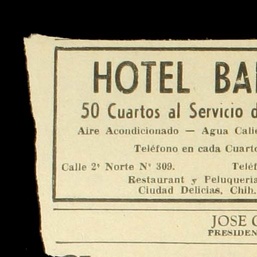 HOTEL BA
50 Cuartos al Servicio d
Aire Acondicionado — Agua Calie
Teléfono en cada Cuarto
Calle 2ª Norte Nº 309. Teléf
Restaurant y Peluquería
Ciudad Delicias, Chih.
JOSE
PRESIDEN